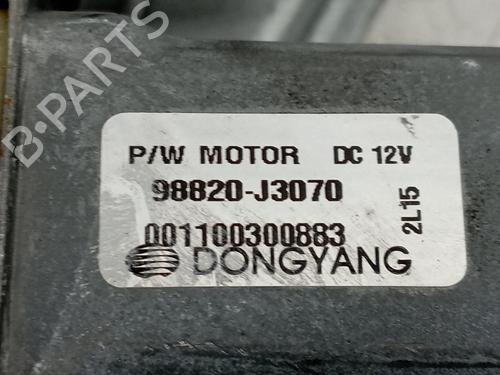 B-PARTS
P/W MOTOR DC 12V
98820-J3070
001100300883
2L15
DONGYANG